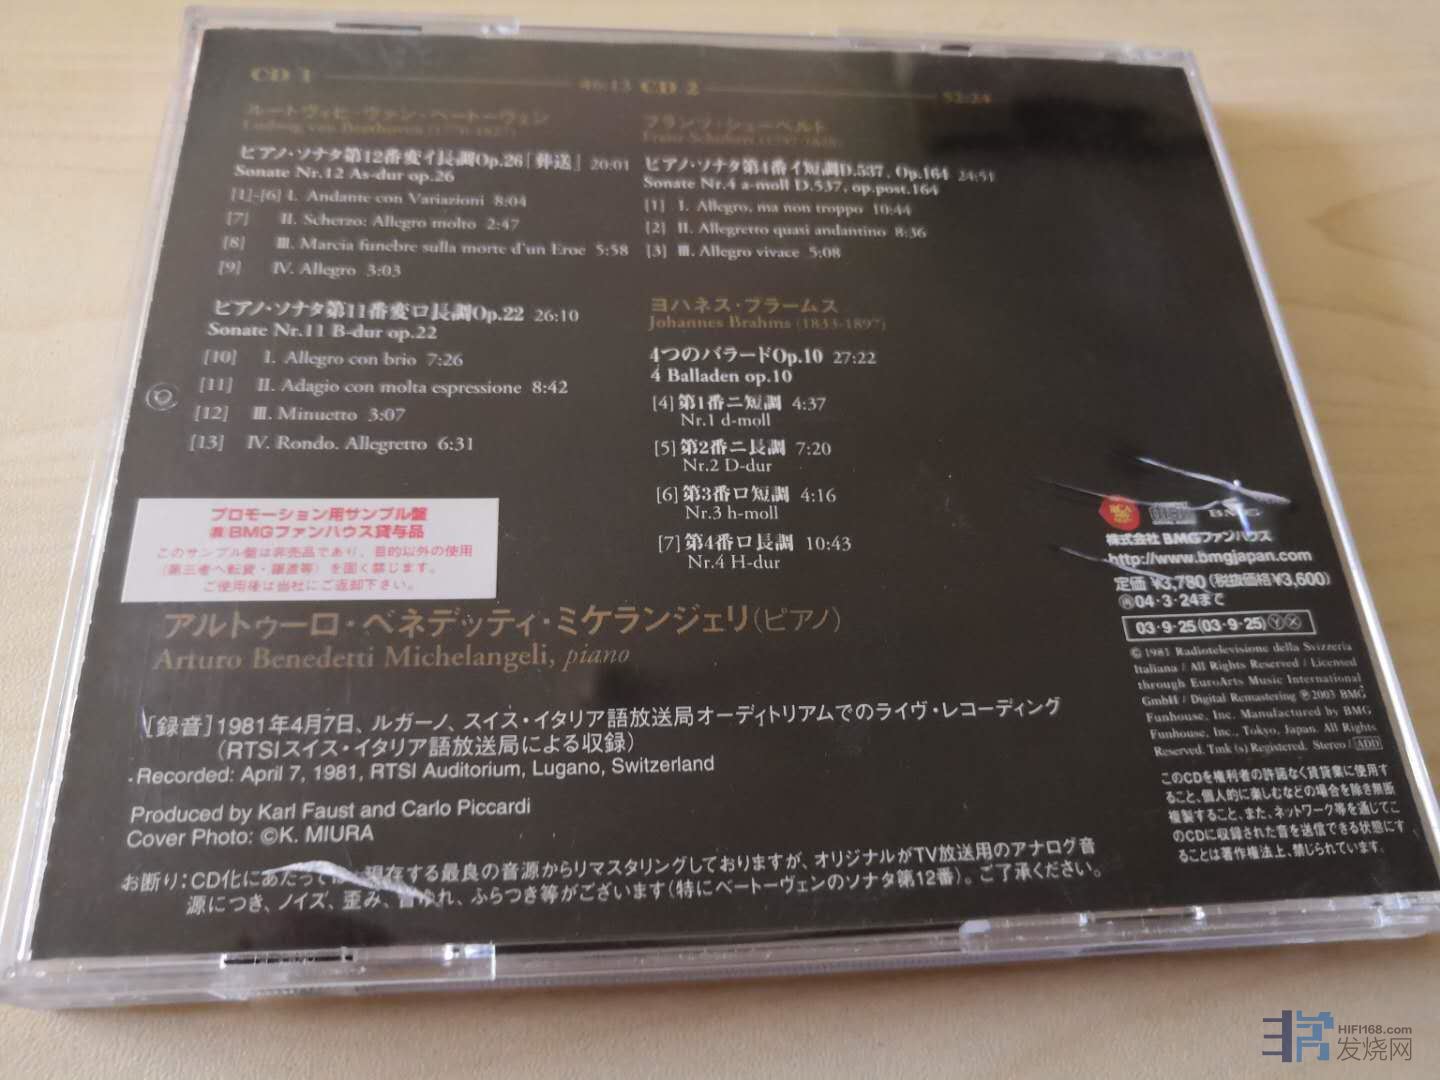 CD 1 46:13
ルートヴィヒ・ヴァン・ベートーヴェン
Ludwig van Beethoven (1770-1827)
ピアノ・ソナタ第12番変イ長調Op.26「葬送」 20:01
Sonate Nr.12 As-dur op.26
[1]-[6] I. Andante con Variazioni 8:04
[7] II. Scherzo: Allegro molto 2:47
[8] III. Marcia funebre sulla morte d'un Eroe 5:58
[9] IV. Allegro 3:03
ピアノ・ソナタ第11番変ロ長調Op.22 26:10
Sonate Nr.11 B-dur op.22
[10] I. Allegro con brio 7:26
[11] II. Adagio con molta espressione 8:42
[12] III. Minuetto 3:07
[13] IV. Rondo. Allegretto 6:31
CD 2 52:24
フランツ・シューベルト
Franz Schubert (1797-1828)
ピアノ・ソナタ第4番イ短調D.537, Op.164 24:51
Sonate Nr.4 a-moll D.537, op.post.164
[1] I. Allegro, ma non troppo 10:44
[2] II. Allegretto quasi andantino 8:36
[3] III. Allegro vivace 5:08
ヨハネス・ブラームス
Johannes Brahms (1833-1897)
4つのバラードOp.10 27:22
4 Balladen op.10
[4] 第1番ニ短調 4:37
Nr.1 d-moll
[5] 第2番ニ長調 7:20
Nr.2 D-dur
[6] 第3番ロ短調 4:16
Nr.3 h-moll
[7] 第4番ロ長調 10:43
Nr.4 H-dur
プロモーション用サンプル盤
㈱BMGファンハウス貸与品
このサンプル盤は非売品であり、目的以外の使用
(第三者へ転貸・譲渡等)を固く禁じます。
ご使用後は当社にご返却下さい。
アルトゥーロ・ベネデッティ・ミケランジェリ(ピアノ)
Arturo Benedetti Michelangeli, piano
[録音]1981年4月7日、ルガーノ、スイス・イタリア語放送局オーディトリアムでのライヴ・レコーディング
(RTSIスイス・イタリア語放送局による収録)
Recorded: April 7, 1981, RTSI Auditorium, Lugano, Switzerland
Produced by Karl Faust and Carlo Piccardi
Cover Photo: ©K. MIURA
お断り:CD化にあたっては、現在する最良の音源からリマスタリングしておりますが、オリジナルがTV放送用のアナログ音
源につき、ノイズ、歪み、音ゆれ、ふらつき等がございます(特にベートーヴェンのソナタ第12番)。ご了承ください。
RCA BMG
株式会社 BMGファンハウス
http://www.bmgjapan.com
定価 ¥3,780(税抜価格¥3,600)
㋿04・3・24まで
03・9・25(03・9・25)ⓎⓍ
©1981 Radiotelevisione della Svizzera
Italiana / All Rights Reserved / Licensed
through EuroArts Music International
GmbH / Digital Remastering ℗2003 BMG
Funhouse, Inc. Manufactured by BMG
Funhouse, Inc., Tokyo, Japan. All Rights
Reserved. Tmk (s) Registered. Stereo / ADD
このCDを権利者の許諾なく賃貸業に使用す
ること、個人的に楽しむなどの場合を除き無断
複製すること、また、ネットワーク等を通じてこ
のCDに収録された音を送信できる状態にす
ることは著作権法上、禁じられています。
HIFI168.com
发烧网